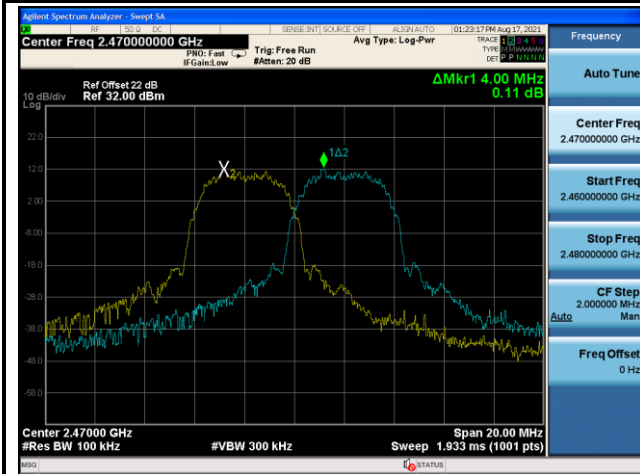 Agilent Spectrum Analyzer - Swept SA
RF 50 Ω DC SENSE:INT SOURCE OFF ALIGN AUTO 01:23:17 PM Aug 17, 2021
Center Freq 2.470000000 GHz
PNO: Fast
IFGain:Low
Trig: Free Run
#Atten: 20 dB
Avg Type: Log-Pwr
TRACE 1 2 3 4 5 6
TYPE
DET P P N N N N
Ref Offset 22 dB
10 dB/div Ref 32.00 dBm
Log
ΔMkr1 4.00 MHz
0.11 dB
22.0
12.0
2.00
-8.00
-18.0
-28.0
-38.0
-48.0
-58.0
X2
1Δ2
Center 2.47000 GHz Span 20.00 MHz
#Res BW 100 kHz #VBW 300 kHz Sweep 1.933 ms (1001 pts)
MSG STATUS
Frequency
Auto Tune
Center Freq
2.470000000 GHz
Start Freq
2.460000000 GHz
Stop Freq
2.480000000 GHz
CF Step
2.000000 MHz
Auto Man
Freq Offset
0 Hz